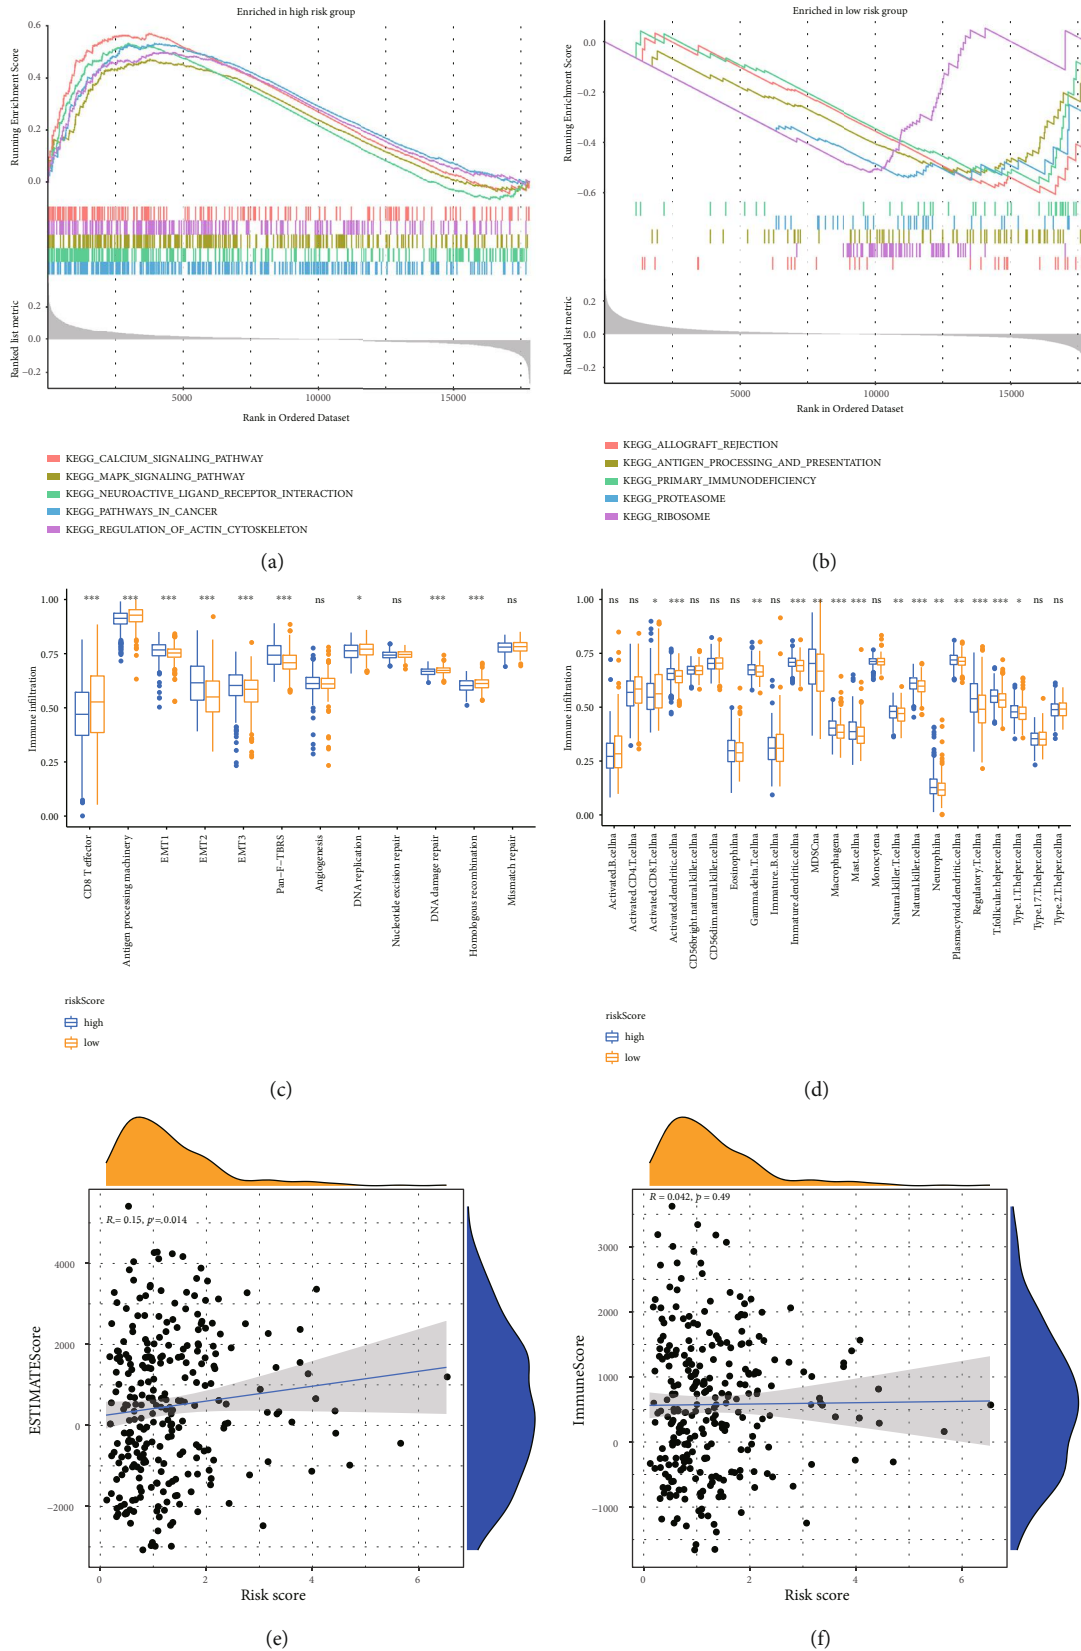 Enriched in high risk group
Running Enrichment Score
0.6
0.4
0.2
0.0
Ranked list metric
0.2
0.0
−0.2
5000 10000 15000
Rank in Ordered Dataset
KEGG_CALCIUM_SIGNALING_PATHWAY
KEGG_MAPK_SIGNALING_PATHWAY
KEGG_NEUROACTIVE_LIGAND_RECEPTOR_INTERACTION
KEGG_PATHWAYS_IN_CANCER
KEGG_REGULATION_OF_ACTIN_CYTOSKELETON
(a)
Enriched in low risk group
Running Enrichment Score
0.0
−0.2
−0.4
−0.6
Ranked list metric
0.2
0.0
−0.2
5000 10000 15000
Rank in Ordered Dataset
KEGG_ALLOGRAFT_REJECTION
KEGG_ANTIGEN_PROCESSING_AND_PRESENTATION
KEGG_PRIMARY_IMMUNODEFICIENCY
KEGG_PROTEASOME
KEGG_RIBOSOME
(b)
*** *** *** *** *** *** ns * ns *** *** ns
Immune infiltration
1.00
0.75
0.50
0.25
0.00
CD8 T effector
Antigen processing machinery
EMT1
EMT2
EMT3
Pan−F−TBRS
Angiogenesis
DNA replication
Nucleotide excision repair
DNA damage repair
Homologous recombination
Mismatch repair
riskScore
high
low
(c)
ns ns * *** ns ns ns ** ns *** ** *** *** ns ** *** ** ** *** *** * ns ns
Immune infiltration
1.00
0.75
0.50
0.25
0.00
Activated.B.cellna
Activated.CD4.T.cellna
Activated.CD8.T.cellna
Activated.dendritic.cellna
CD56bright.natural.killer.cellna
CD56dim.natural.killer.cellna
Eosinophilna
Gamma.delta.T.cellna
Immature..B.cellna
Immature.dendritic.cellna
MDSCna
Macrophagena
Mast.cellna
Monocytena
Natural.killer.T.cellna
Natural.killer.cellna
Neutrophilna
Plasmacytoid.dendritic.cellna
Regulatory.T.cellna
T.follicular.helper.cellna
Type.1.T.helper.cellna
Type.17.T.helper.cellna
Type.2.T.helper.cellna
riskScore
high
low
(d)
R = 0.15, p = 0.014
ESTIMATEScore
4000
2000
0
−2000
0 2 4 6
Risk score
(e)
R = 0.042, p = 0.49
ImmuneScore
3000
2000
1000
0
−1000
0 2 4 6
Risk score
(f)